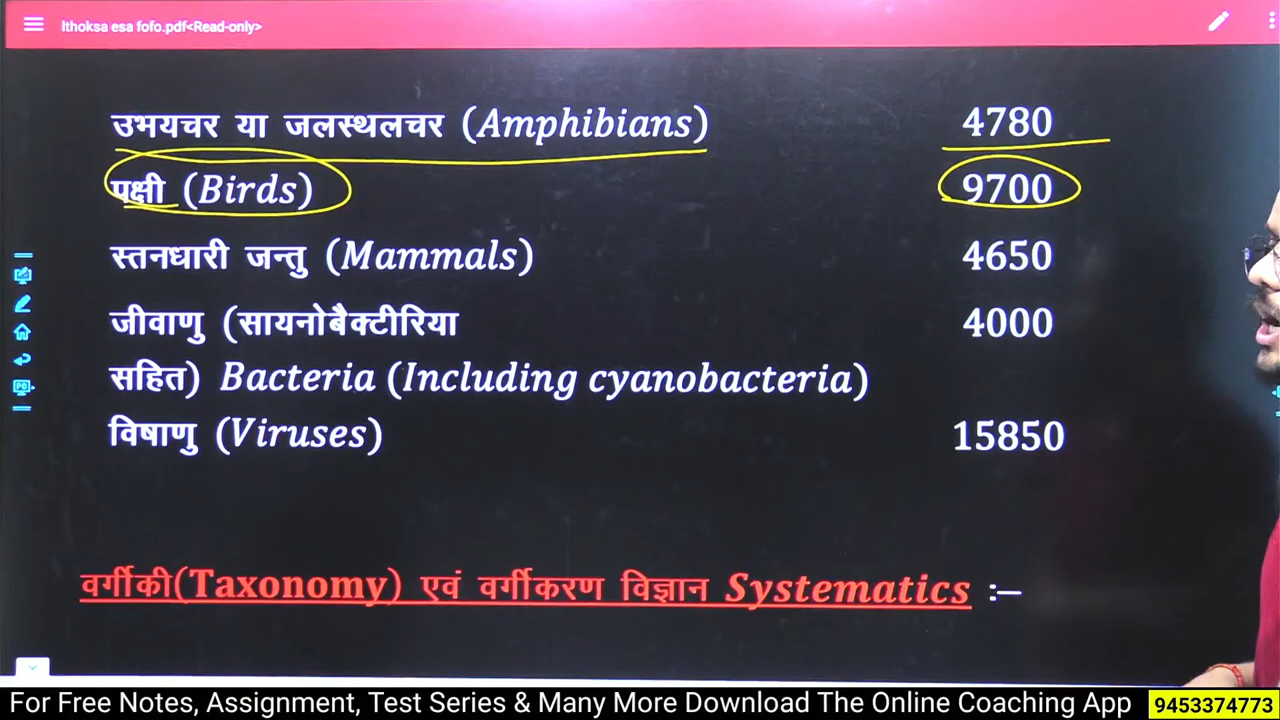 Ithoksa esa fofo.pdf<Read-only>
उभयचर या जलस्थलचर (Amphibians) 4780
पक्षी (Birds) 9700
स्तनधारी जन्तु (Mammals) 4650
जीवाणु (सायनोबैक्टीरिया 4000
सहित) Bacteria (Including cyanobacteria)
विषाणु (Viruses) 15850
वर्गीकी(Taxonomy) एवं वर्गीकरण विज्ञान Systematics :–
For Free Notes, Assignment, Test Series & Many More Download The Online Coaching App 9453374773